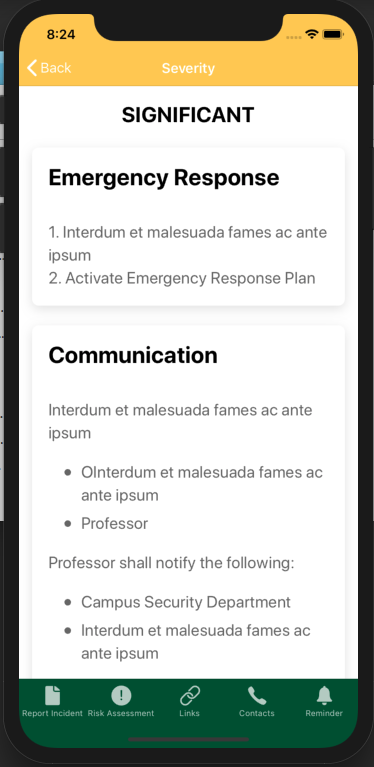 8:24
Back
Severity
SIGNIFICANT
Emergency Response
1. Interdum et malesuada fames ac ante
ipsum
2. Activate Emergency Response Plan
Communication
Interdum et malesuada fames ac ante
ipsum
• OInterdum et malesuada fames ac
ante ipsum
• Professor
Professor shall notify the following:
• Campus Security Department
• Interdum et malesuada fames ac
ante ipsum
Report Incident Risk Assessment Links Contacts Reminder